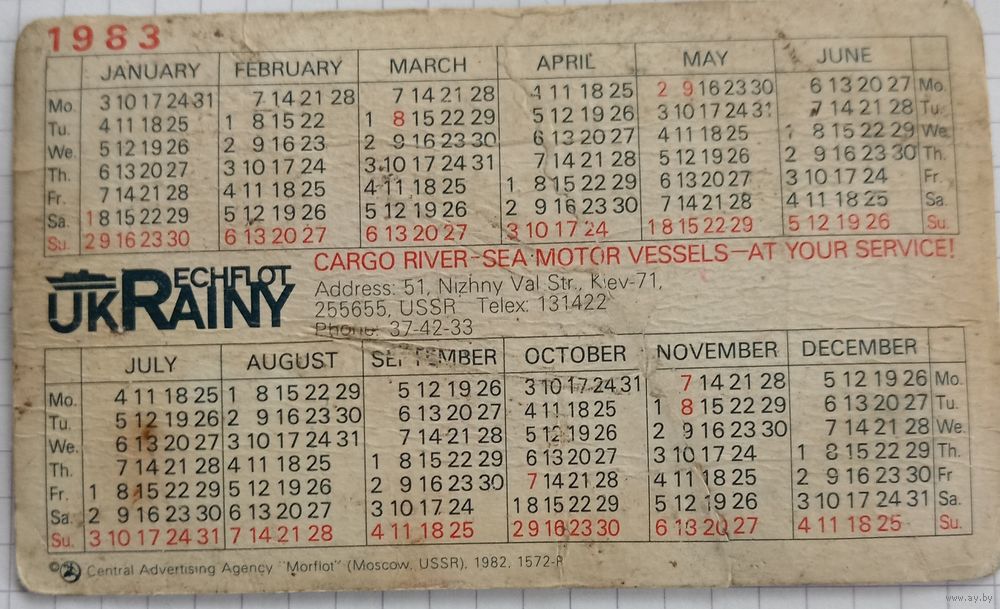 1983
JANUARY FEBRUARY MARCH APRIL MAY JUNE
Mo. 3 10 17 24 31 7 14 21 28 7 14 21 28 4 11 18 25 2 9 16 23 30 6 13 20 27 Mo.
Tu. 4 11 18 25 1 8 15 22 1 8 15 22 29 5 12 19 26 3 10 17 24 31 7 14 21 28 Tu.
We. 5 12 19 26 2 9 16 23 2 9 16 23 30 6 13 20 27 4 11 18 25 1 8 15 22 29 We.
Th. 6 13 20 27 3 10 17 24 3 10 17 24 31 7 14 21 28 5 12 19 26 2 9 16 23 30 Th.
Fr. 7 14 21 28 4 11 18 25 4 11 18 25 1 8 15 22 29 6 13 20 27 3 10 17 24 Fr.
Sa. 1 8 15 22 29 5 12 19 26 5 12 19 26 2 9 16 23 30 7 14 21 28 4 11 18 25 Sa.
Su. 2 9 16 23 30 6 13 20 27 6 13 20 27 3 10 17 24 1 8 15 22 29 5 12 19 26 Su.
UKRECHFLOT
RAINY
CARGO RIVER-SEA MOTOR VESSELS—AT YOUR SERVICE!
Address: 51, Nizhny Val Str., Kiev-71,
255655, USSR Telex: 131422
Phone: 37-42-33
JULY AUGUST SEPTEMBER OCTOBER NOVEMBER DECEMBER
Mo. 4 11 18 25 1 8 15 22 29 5 12 19 26 3 10 17 24 31 7 14 21 28 5 12 19 26 Mo.
Tu. 5 12 19 26 2 9 16 23 30 6 13 20 27 4 11 18 25 1 8 15 22 29 6 13 20 27 Tu.
We. 6 13 20 27 3 10 17 24 31 7 14 21 28 5 12 19 26 2 9 16 23 30 7 14 21 28 We.
Th. 7 14 21 28 4 11 18 25 1 8 15 22 29 6 13 20 27 3 10 17 24 1 8 15 22 29 Th.
Fr. 1 8 15 22 29 5 12 19 26 2 9 16 23 30 7 14 21 28 4 11 18 25 2 9 16 23 30 Fr
Sa. 2 9 16 23 30 6 13 20 27 3 10 17 24 1 8 15 22 29 5 12 19 26 3 10 17 24 31 Sa.
Su. 3 10 17 24 31 7 14 21 28 4 11 18 25 2 9 16 23 30 6 13 20 27 4 11 18 25 Su.
© Central Advertising Agency "Morflot" (Moscow, USSR), 1982, 1572-R
www.ay.by